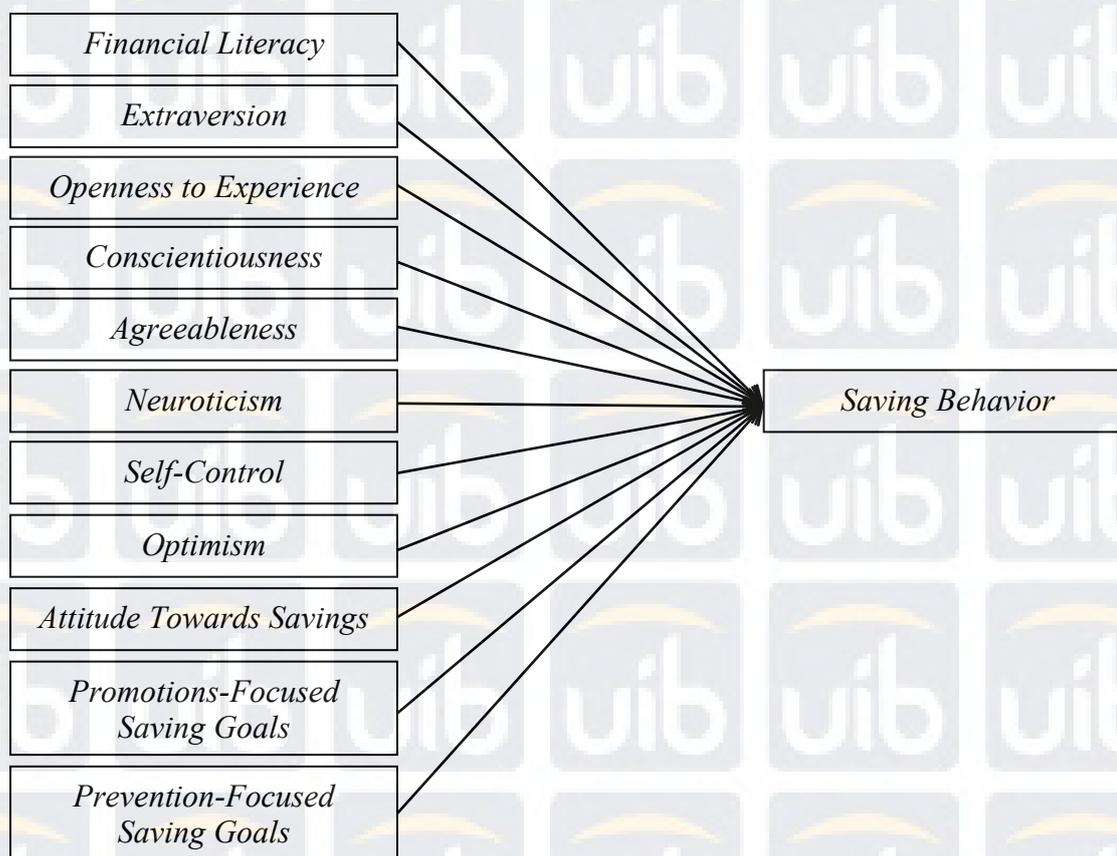 Financial Literacy
Extraversion
Openness to Experience
Conscientiousness
Agreeableness
Neuroticism
Saving Behavior
Self-Control
Optimism
Attitude Towards Savings
Promotions-Focused
Saving Goals
Prevention-Focused
Saving Goals
uib